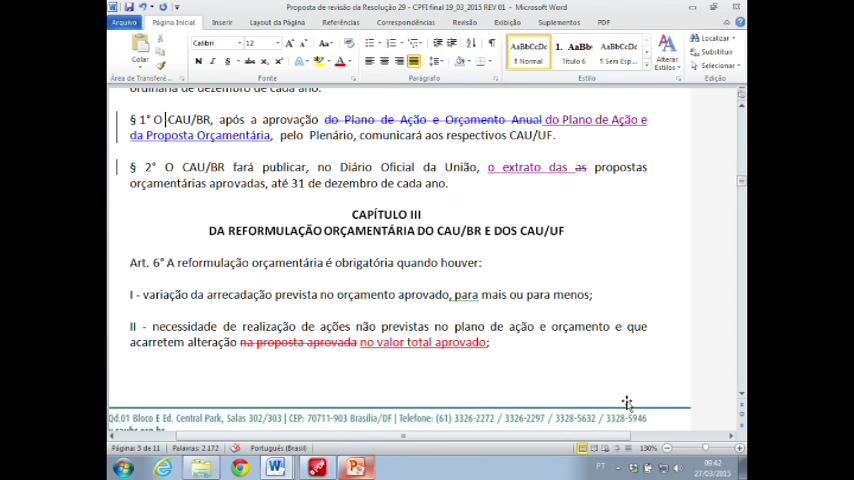 Proposta de revisão da Resolução 29 - CPFI final 19_03_2015 REV 01 - Microsoft Word
Arquivo Página Inicial Inserir Layout da Página Referências Correspondências Revisão Exibição Suplementos PDF
Calibri 12 Aa
AaBbCcDc 1. AaBb( AaBbCcDc
Localizar
Substituir
Selecionar
Colar
N I S abc
¶ Normal Título 6 ¶ Sem Esp...
Alterar Estilos
Área de Transferê... Fonte Parágrafo Estilo Edição
ordinária de dezembro de cada ano.
§ 1° O CAU/BR, após a aprovação do Plano de Ação e Orçamento Anual do Plano de Ação e
da Proposta Orçamentária, pelo Plenário, comunicará aos respectivos CAU/UF.
§ 2° O CAU/BR fará publicar, no Diário Oficial da União, o extrato das as propostas
orçamentárias aprovadas, até 31 de dezembro de cada ano.
CAPÍTULO III
DA REFORMULAÇÃO ORÇAMENTÁRIA DO CAU/BR E DOS CAU/UF
Art. 6° A reformulação orçamentária é obrigatória quando houver:
I - variação da arrecadação prevista no orçamento aprovado, para mais ou para menos;
II - necessidade de realização de ações não previstas no plano de ação e orçamento e que
acarretem alteração na proposta aprovada no valor total aprovado;
Qd.01 Bloco E Ed. Central Park, Salas 302/303 | CEP: 70711-903 Brasília/DF | Telefone: (61) 3326-2272 / 3326-2297 / 3328-5632 / 3328-5946
Página: 3 de 11 Palavras: 2.172 Português (Brasil) 130%
PT 09:42
27/03/2015